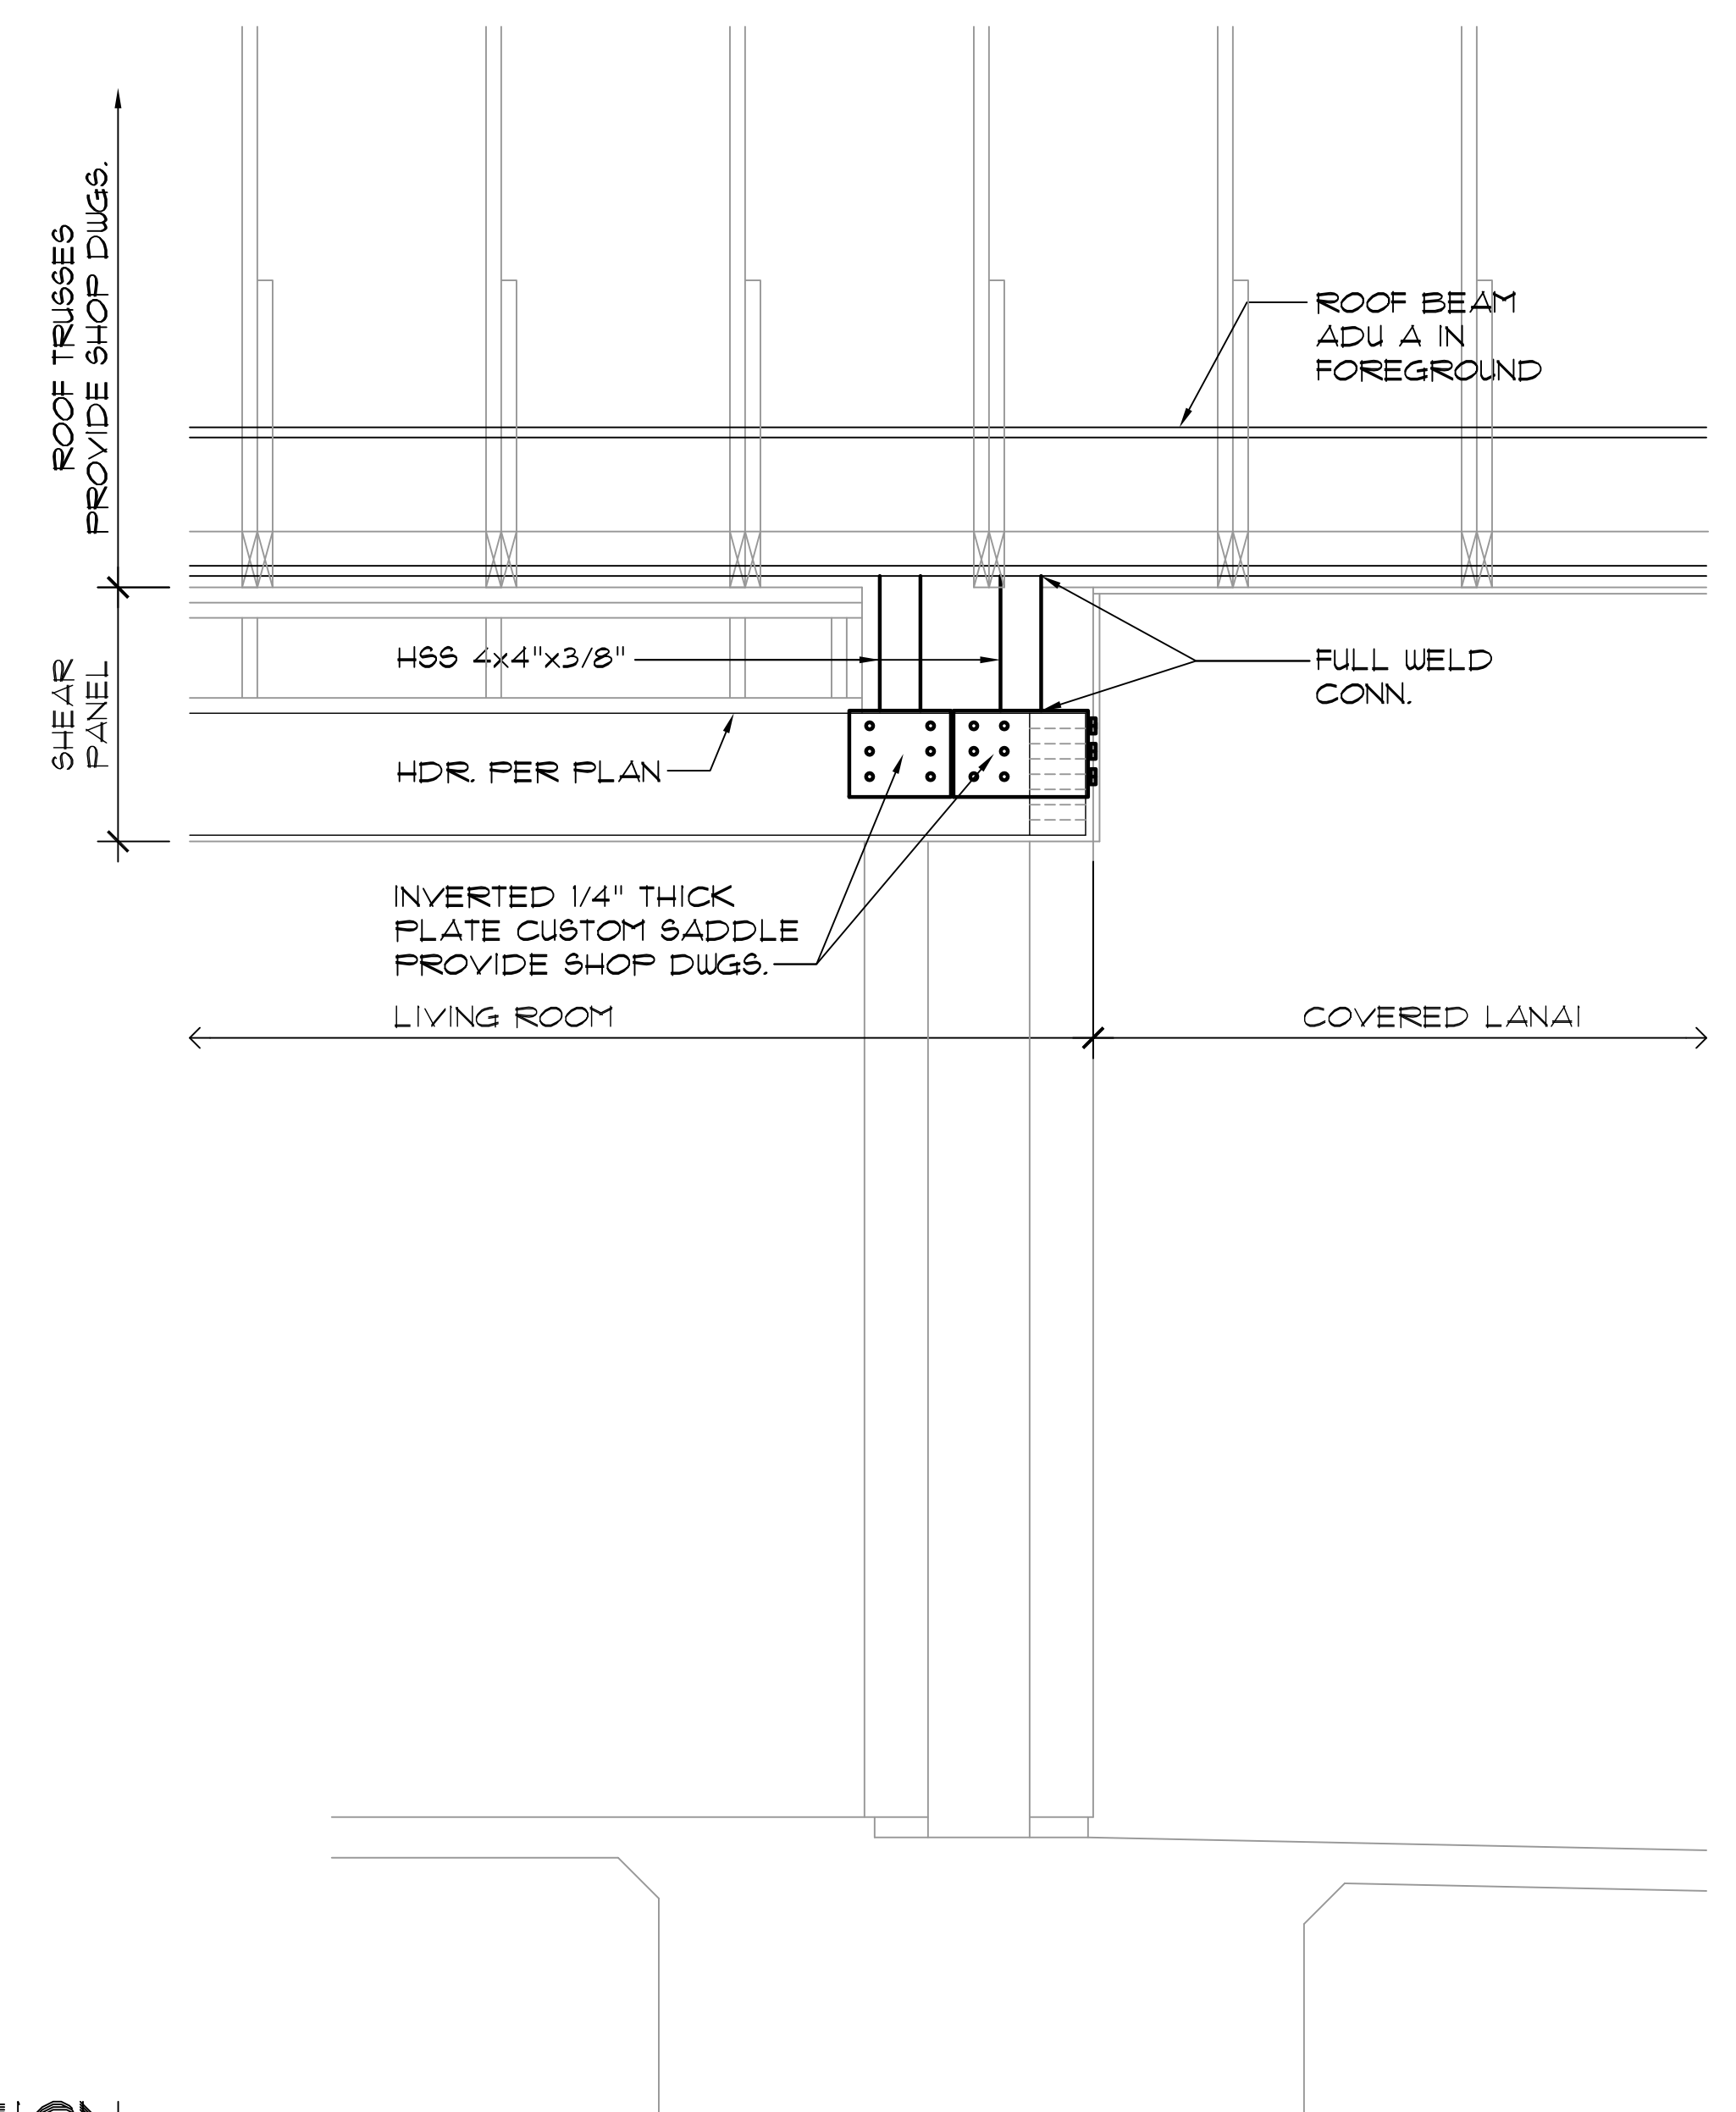 ROOF TRUSSES
PROVIDE SHOP DWGS.
ROOF BEAM
ADU A IN
FOREGROUND
SHEAR
PANEL
HSS 4x4"x3/8"
FULL WELD
CONN.
HDR. PER PLAN
INVERTED 1/4" THICK
PLATE CUSTOM SADDLE
PROVIDE SHOP DWGS.
LIVING ROOM
COVERED LANAI